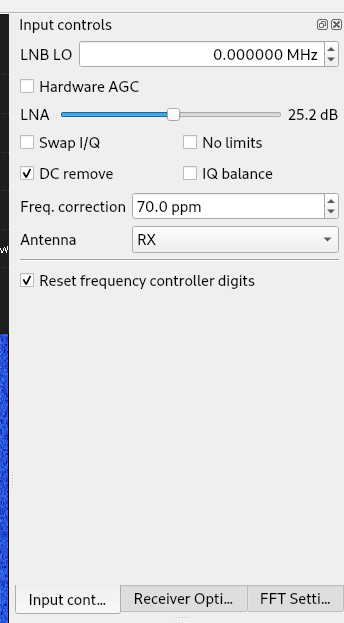 Input controls
LNB LO 0.000000 MHz
Hardware AGC
LNA 25.2 dB
Swap I/Q No limits
DC remove IQ balance
Freq. correction 70.0 ppm
Antenna RX
Reset frequency controller digits
Input cont... Receiver Opti... FFT Setti...